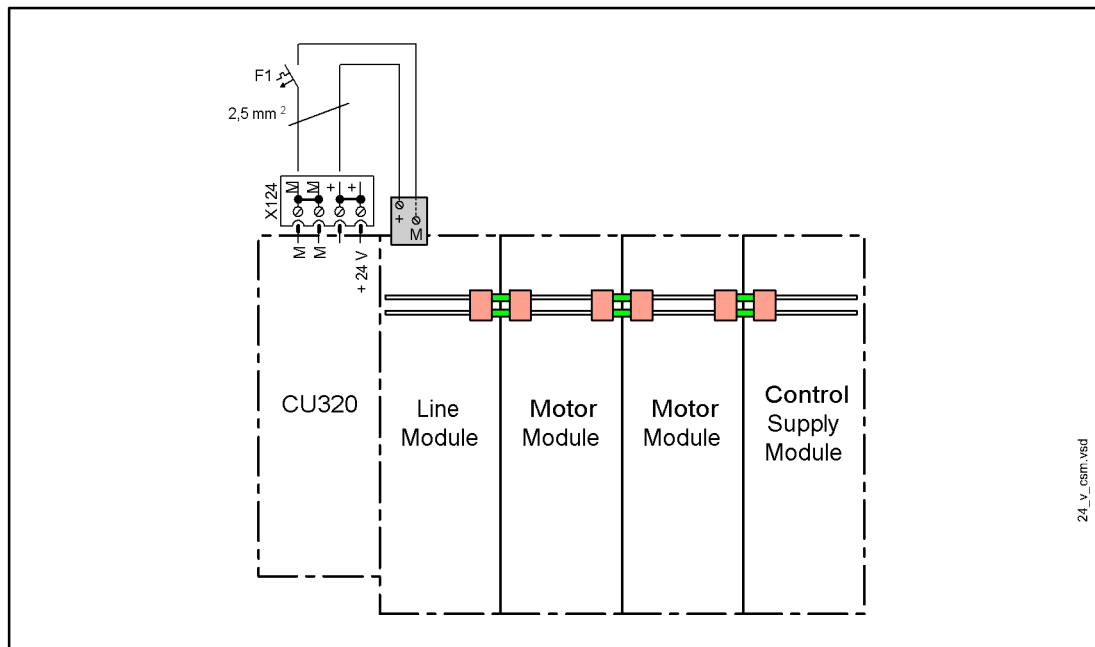 F1
2,5 mm 2
X124
M M + +
+
M
M M + 24 V
CU320
Line
Module
Motor
Module
Motor
Module
Control
Supply
Module
24_v_csm.vsd